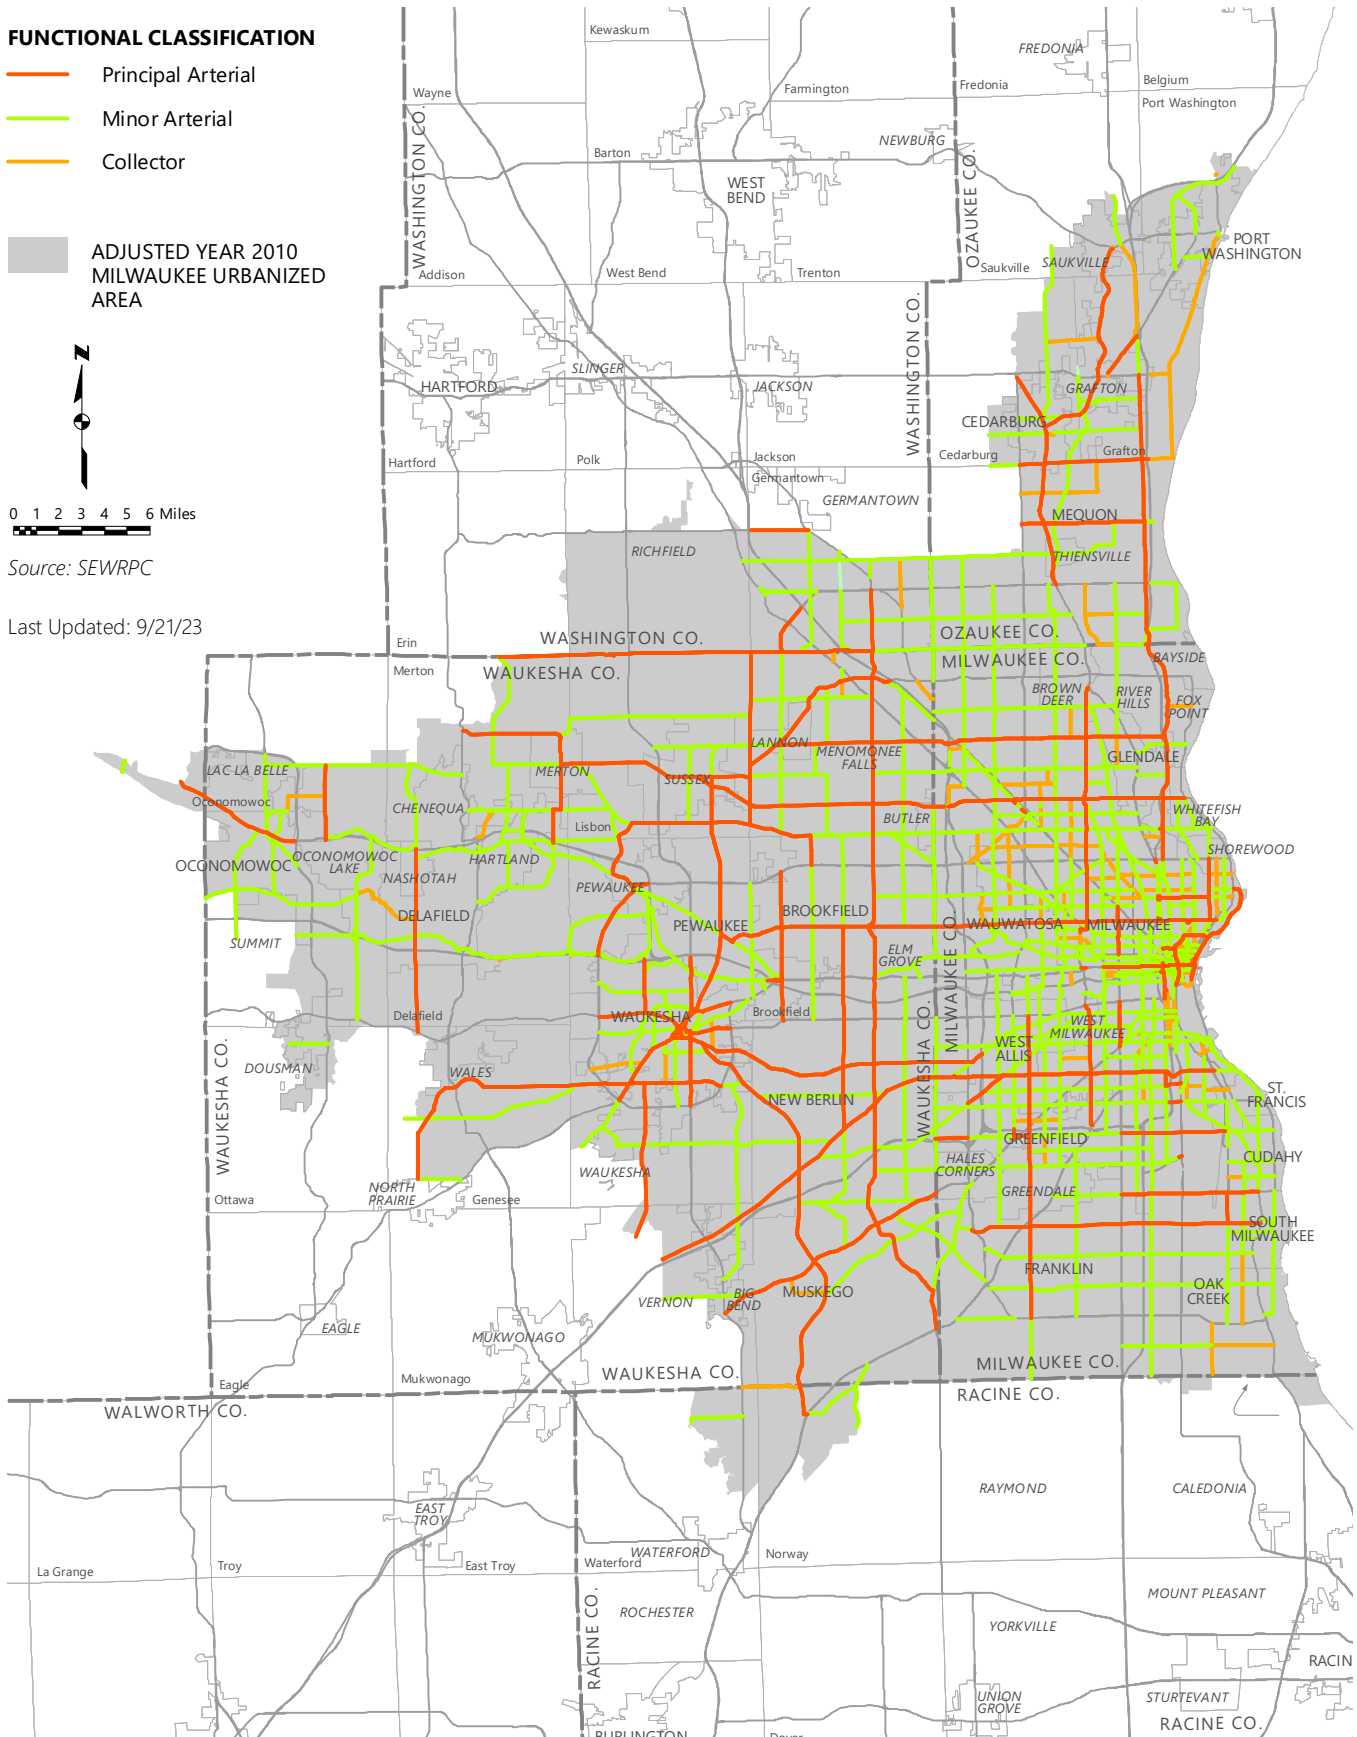 FUNCTIONAL CLASSIFICATION
Principal Arterial
Minor Arterial
Collector
ADJUSTED YEAR 2010
MILWAUKEE URBANIZED
AREA
N
0 1 2 3 4 5 6 Miles
Source: SEWRPC
Last Updated: 9/21/23
Kewaskum
FREDONIA
Wayne
Farmington
Fredonia
Belgium
Port Washington
WASHINGTON CO.
Barton
NEWBURG
OZAUKEE CO.
WEST
BEND
PORT
WASHINGTON
Addison
West Bend
Trenton
Saukville
SAUKVILLE
WASHINGTON CO.
SLINGER
HARTFORD
JACKSON
GRAFTON
CEDARBURG
Hartford
Polk
Jackson
Germantown
Cedarburg
Grafton
GERMANTOWN
MEQUON
RICHFIELD
THIENSVILLE
Erin
WASHINGTON CO.
OZAUKEE CO.
Merton
WAUKESHA CO.
MILWAUKEE CO.
BAYSIDE
BROWN
DEER
RIVER
HILLS
FOX
POINT
LANNON
MENOMONEE
FALLS
GLENDALE
LAC LA BELLE
MERTON
SUSSEX
Oconomowoc
CHENEQUA
Lisbon
BUTLER
WHITEFISH
BAY
SHOREWOOD
OCONOMOWOC
OCONOMOWOC
LAKE
NASHOTAH
HARTLAND
PEWAUKEE
DELAFIELD
PEWAUKEE
BROOKFIELD
WAUWATOSA
MILWAUKEE
SUMMIT
ELM
GROVE
MILWAUKEE CO.
Delafield
WAUKESHA
Brookfield
WEST
MILWAUKEE
WEST
ALLIS
WAUKESHA CO.
DOUSMAN
WALES
WAUKESHA CO.
NEW BERLIN
ST.
FRANCIS
GREENFIELD
CUDAHY
HALES
CORNERS
WAUKESHA
NORTH
PRAIRIE
Ottawa
Genesee
GREENDALE
SOUTH
MILWAUKEE
FRANKLIN
VERNON
BIG
BEND
MUSKEGO
OAK
CREEK
EAGLE
MUKWONAGO
Eagle
Mukwonago
WAUKESHA CO.
MILWAUKEE CO.
WALWORTH CO.
RACINE CO.
RAYMOND
CALEDONIA
EAST
TROY
WATERFORD
La Grange
Troy
East Troy
Waterford
Norway
RACINE CO.
ROCHESTER
MOUNT PLEASANT
YORKVILLE
RACIN
UNION
GROVE
STURTEVANT
RACINE CO.
BURLINGTON
Dover